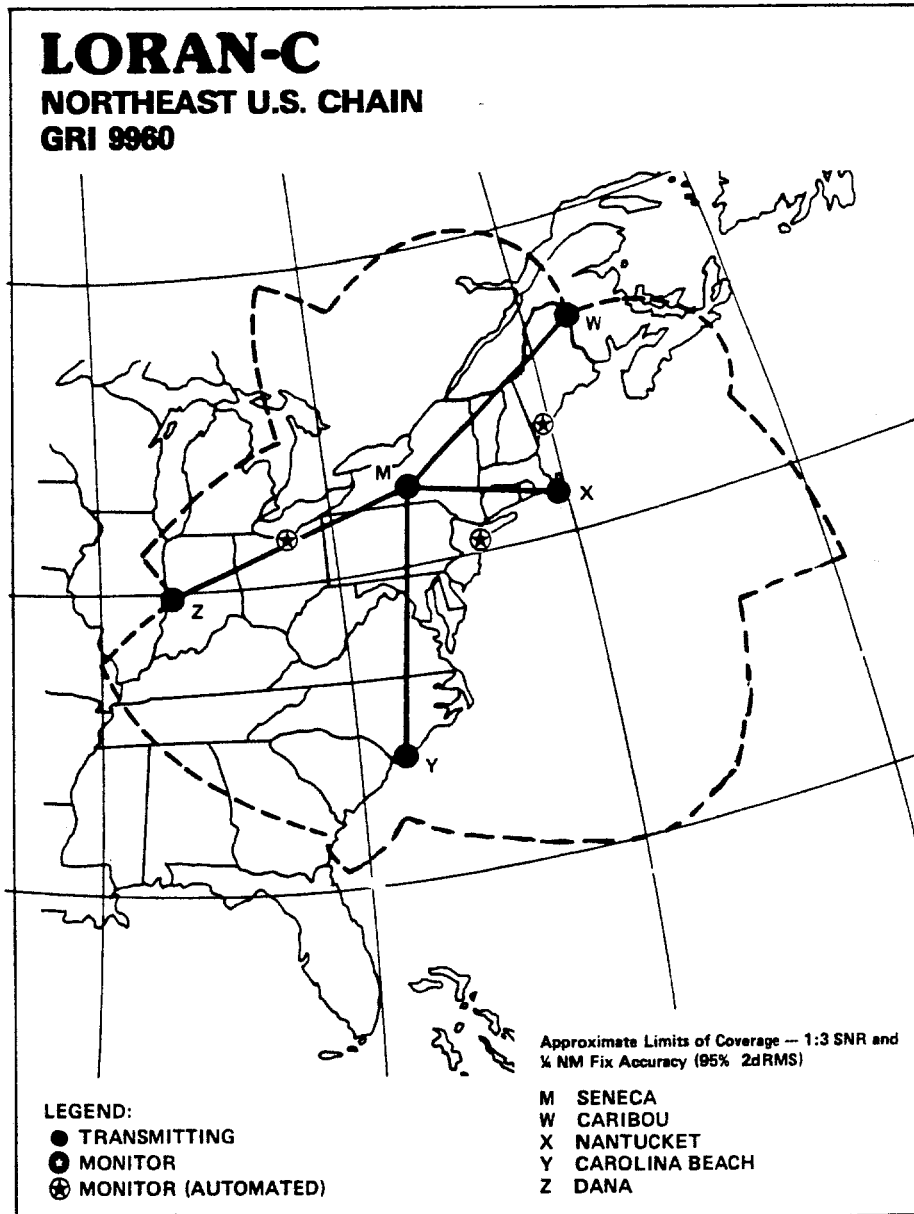 LORAN-C
NORTHEAST U.S. CHAIN
GRI 9960
W
M
X
Z
Y
Approximate Limits of Coverage — 1:3 SNR and
¼ NM Fix Accuracy (95% 2dRMS)
LEGEND:
TRANSMITTING
MONITOR
MONITOR (AUTOMATED)
M SENECA
W CARIBOU
X NANTUCKET
Y CAROLINA BEACH
Z DANA